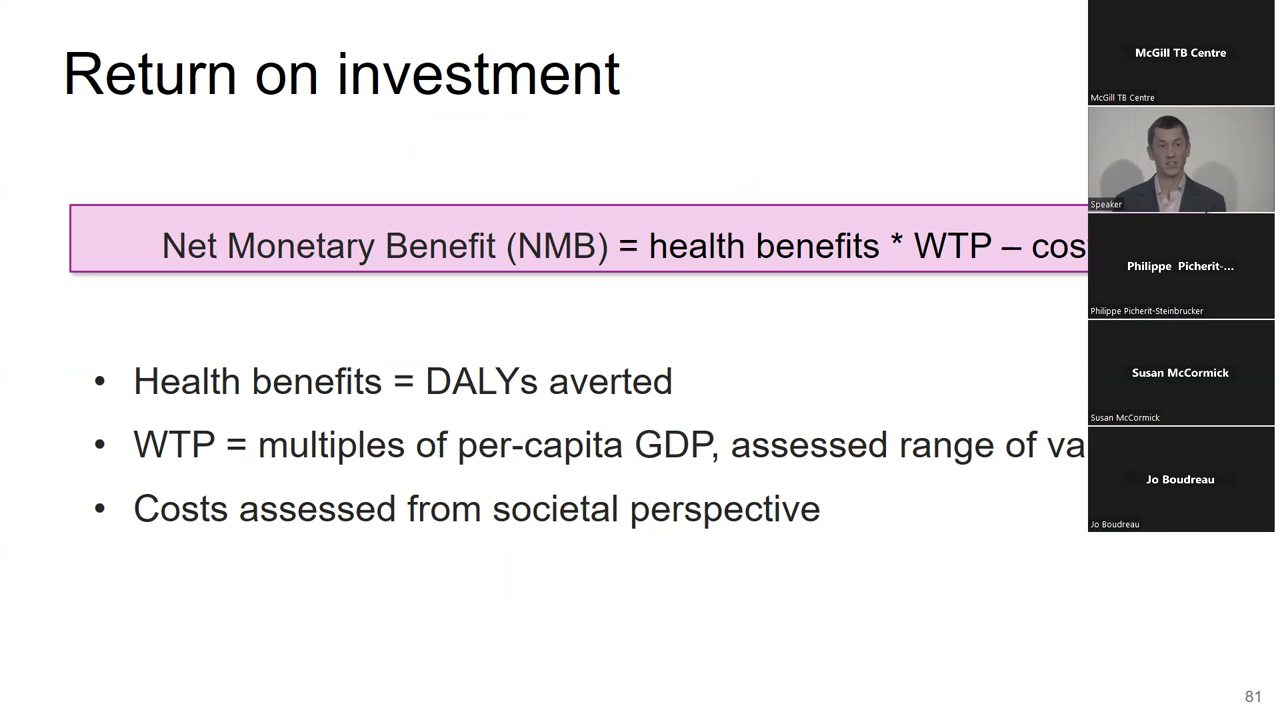 Return on investment
Net Monetary Benefit (NMB) = health benefits * WTP – cos
• Health benefits = DALYs averted
• WTP = multiples of per-capita GDP, assessed range of va
• Costs assessed from societal perspective
81
McGill TB Centre
McGill TB Centre
Speaker
Philippe Picherit-...
Philippe Picherit-Steinbrucker
Susan McCormick
Susan McCormick
Jo Boudreau
Jo Boudreau